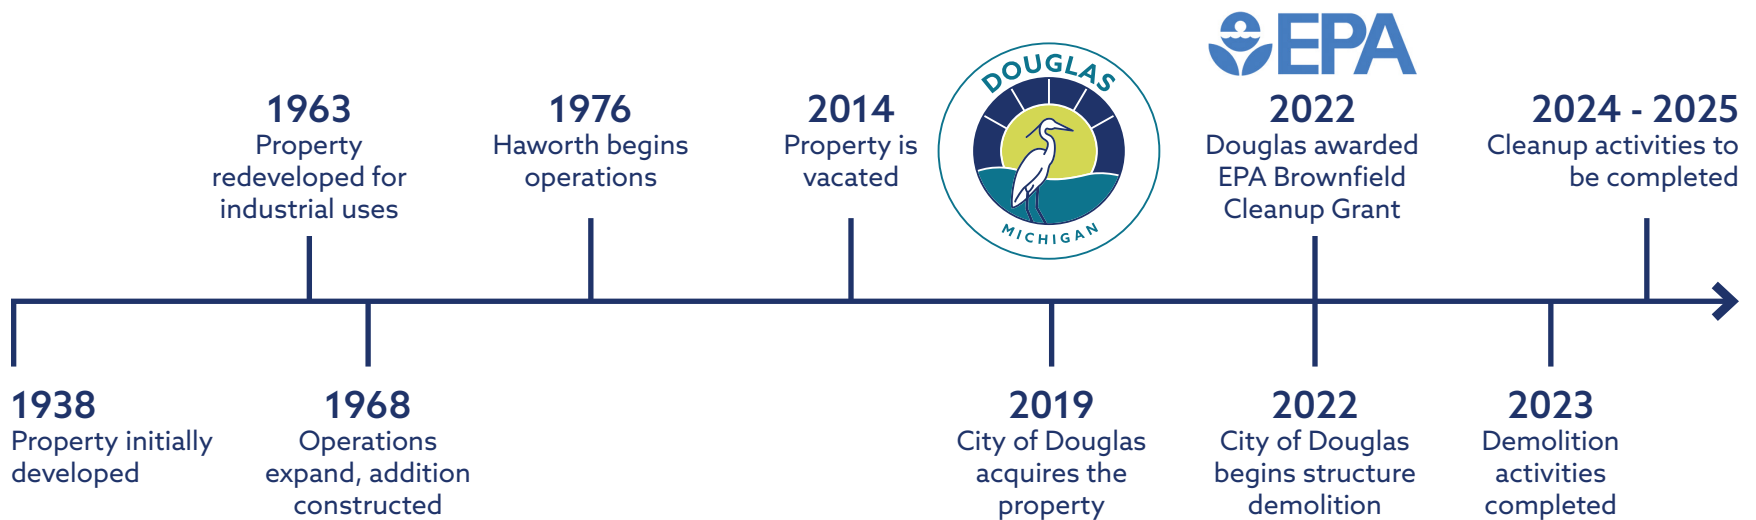 1963
Property
redeveloped for
industrial uses
1976
Haworth begins
operations
2014
Property is
vacated
DOUGLAS
MICHIGAN
EPA
2022
Douglas awarded
EPA Brownfield
Cleanup Grant
2024 - 2025
Cleanup activities to
be completed
1938
Property initially
developed
1968
Operations
expand, addition
constructed
2019
City of Douglas
acquires the
property
2022
City of Douglas
begins structure
demolition
2023
Demolition
activities
completed